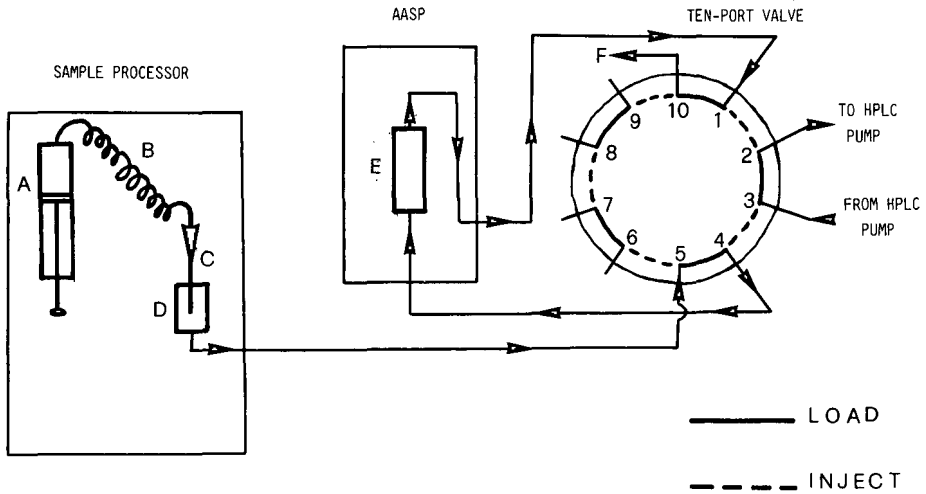 AASP
TEN-PORT VALVE
SAMPLE PROCESSOR
A
B
C
D
E
F
10
1
2
3
4
5
6
7
8
9
TO HPLC
PUMP
FROM HPLC
PUMP
LOAD
INJECT